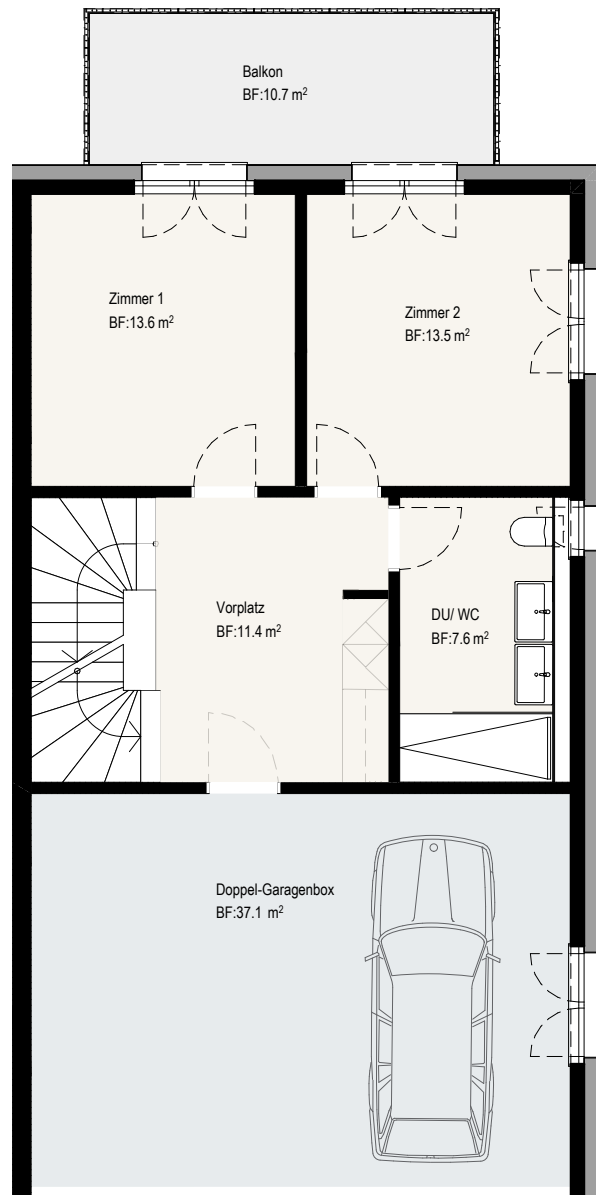 Balkon
BF:10.7 m²
Zimmer 1
BF:13.6 m²
Zimmer 2
BF:13.5 m²
Vorplatz
BF:11.4 m²
DU/ WC
BF:7.6 m²
Doppel-Garagenbox
BF:37.1 m²